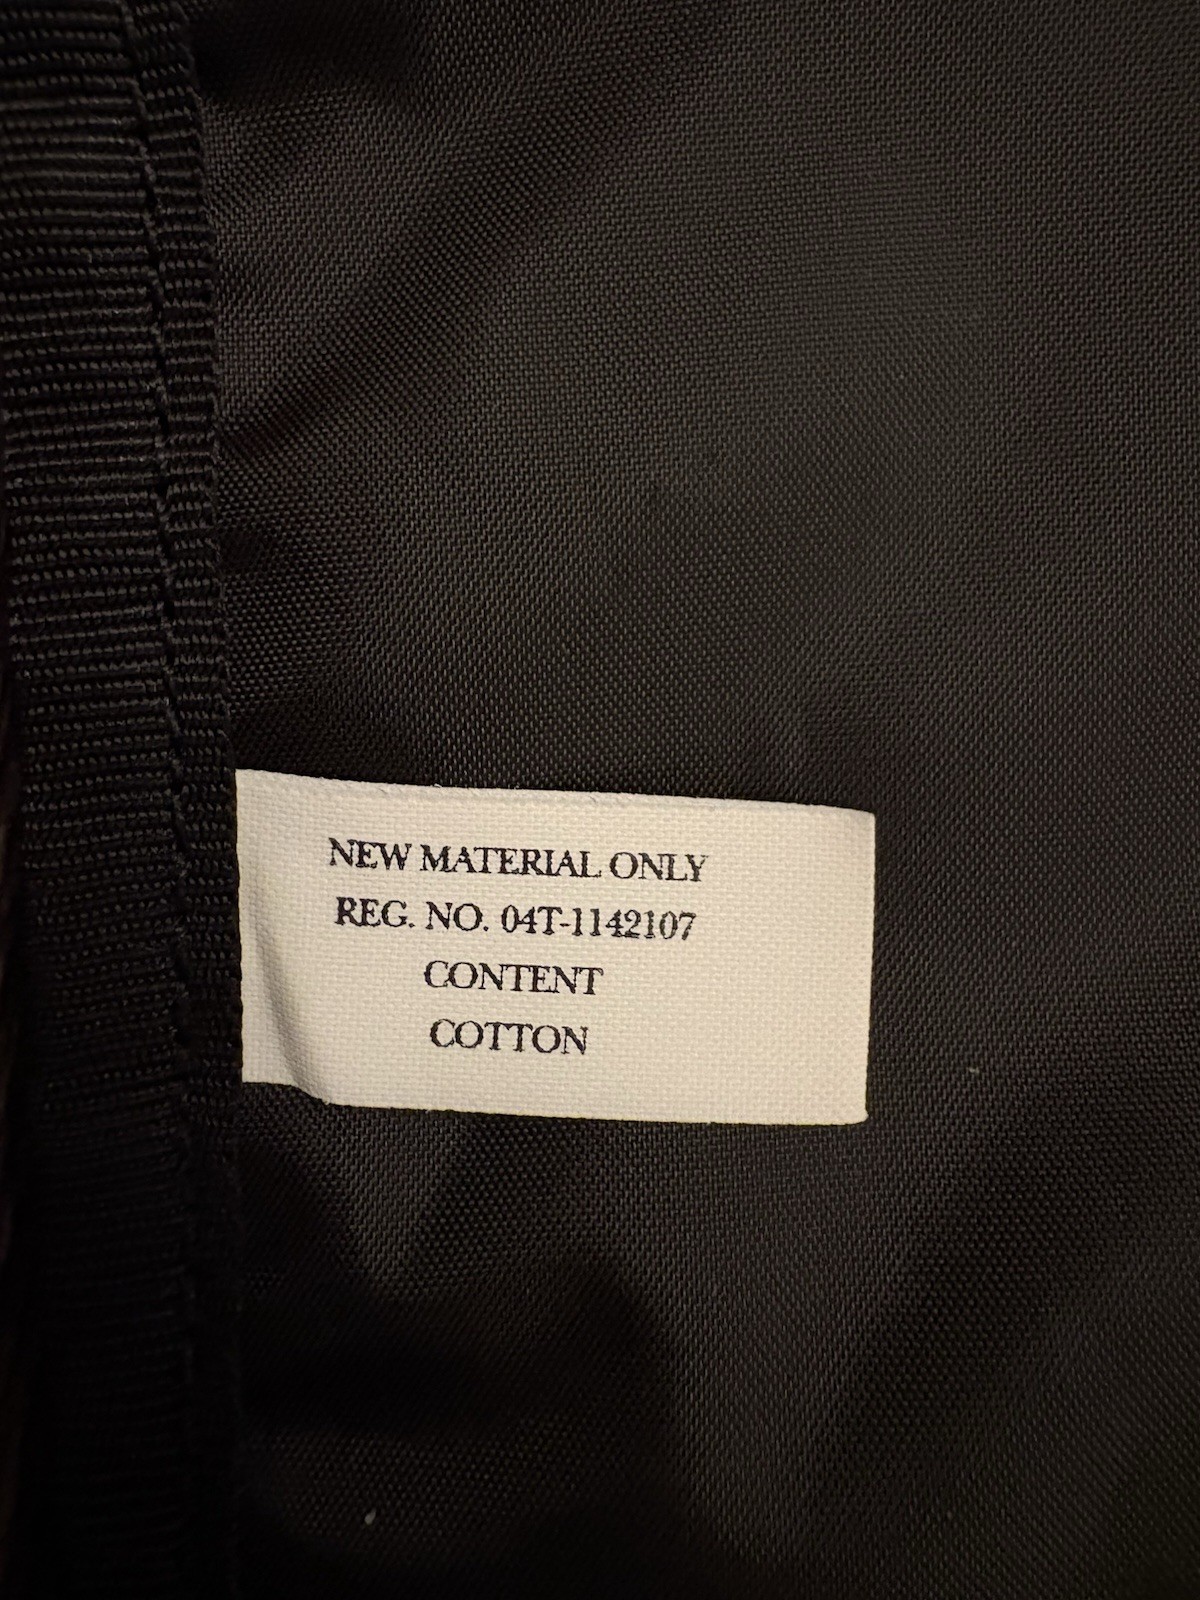 NEW MATERIAL ONLY
REG. NO. 04T-1142107
CONTENT
COTTON